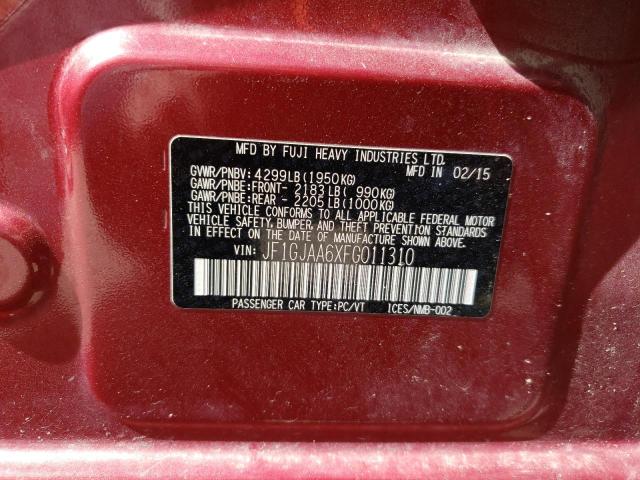 MFD BY FUJI HEAVY INDUSTRIES LTD.
GVWR/PNBV: 4299LB(1950KG) MFD IN 02/15
GAWR/PNBE:FRONT- 2183LB( 990KG)
GAWR/PNBE:REAR - 2205LB(1000KG)
THIS VEHICLE CONFORMS TO ALL APPLICABLE FEDERAL MOTOR
VEHICLE SAFETY, BUMPER, AND THEFT PREVENTION STANDARDS
IN EFFECT ON THE DATE OF MANUFACTURE SHOWN ABOVE.
VIN: JF1GJAA6XFG011310
PASSENGER CAR TYPE:PC/VT ICES/NMB-002